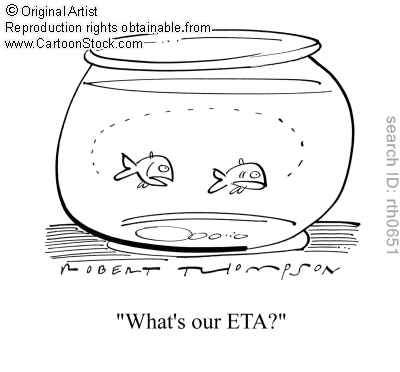 © Original Artist
Reproduction rights obtainable from
www.CartoonStock.com
search ID: rth0651
ROBERT THOMPSON
"What's our ETA?"